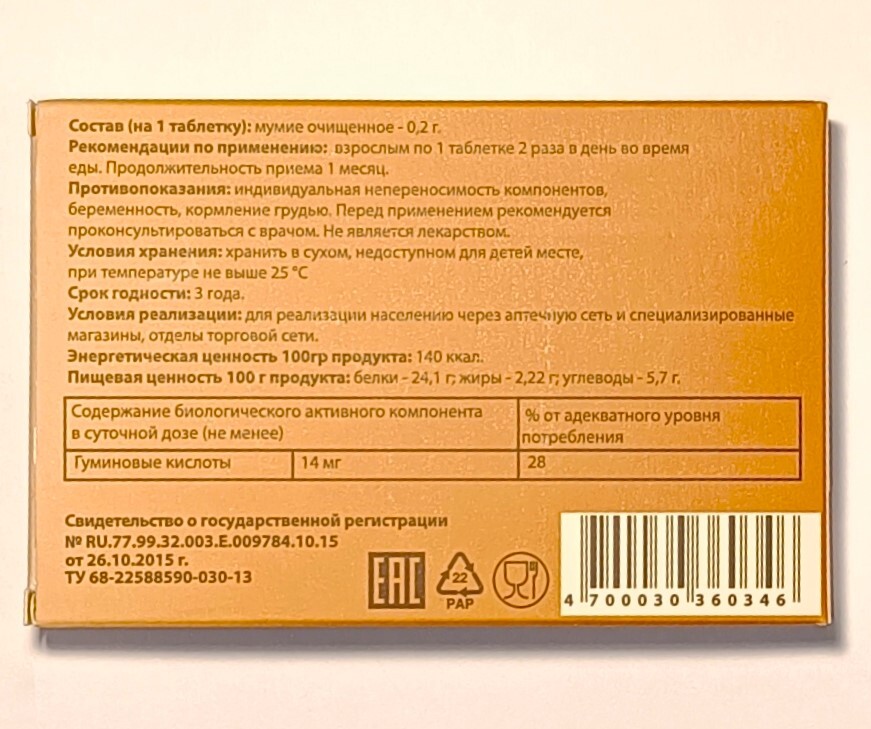 Состав (на 1 таблетку): мумие очищенное - 0,2 г.
Рекомендации по применению: взрослым по 1 таблетке 2 раза в день во время
еды. Продолжительность приема 1 месяц.
Противопоказания: индивидуальная непереносимость компонентов,
беременность, кормление грудью. Перед применением рекомендуется
проконсультироваться с врачом. Не является лекарством.
Условия хранения: хранить в сухом, недоступном для детей месте,
при температуре не выше 25 °С
Срок годности: 3 года.
Условия реализации: для реализации населению через аптечную сеть и специализированные
магазины, отделы торговой сети.
Энергетическая ценность 100гр продукта: 140 ккал.
Пищевая ценность 100 г продукта: белки - 24,1 г; жиры - 2,22 г; углеводы - 5,7 г.
Содержание биологического активного компонента
в суточной дозе (не менее)
% от адекватного уровня
потребления
Гуминовые кислоты 14 мг 28
Свидетельство о государственной регистрации
№ RU.77.99.32.003.Е.009784.10.15
от 26.10.2015 г.
ТУ 68-22588590-030-13
ЕАС
22
PAP
4 700030 360346